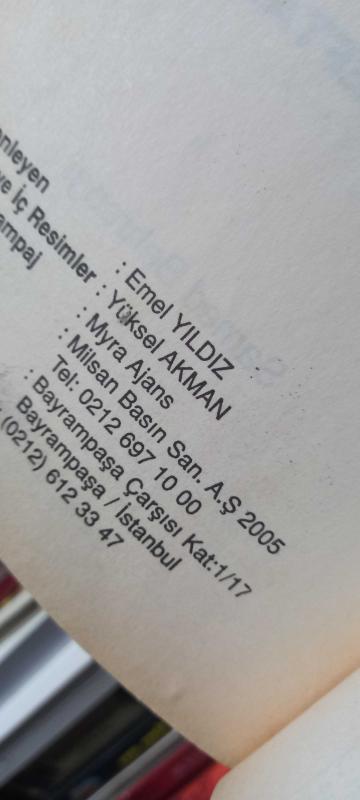 enleyen : Emel YILDIZ
ve İç Resimler : Yüksel AKMAN
ampaj : Myra Ajans
: Milsan Basın San. A.Ş 2005
Tel: 0212 697 10 00
: Bayrampaşa Çarşısı Kat:1/17
Bayrampaşa / İstanbul
(0212) 612 33 47